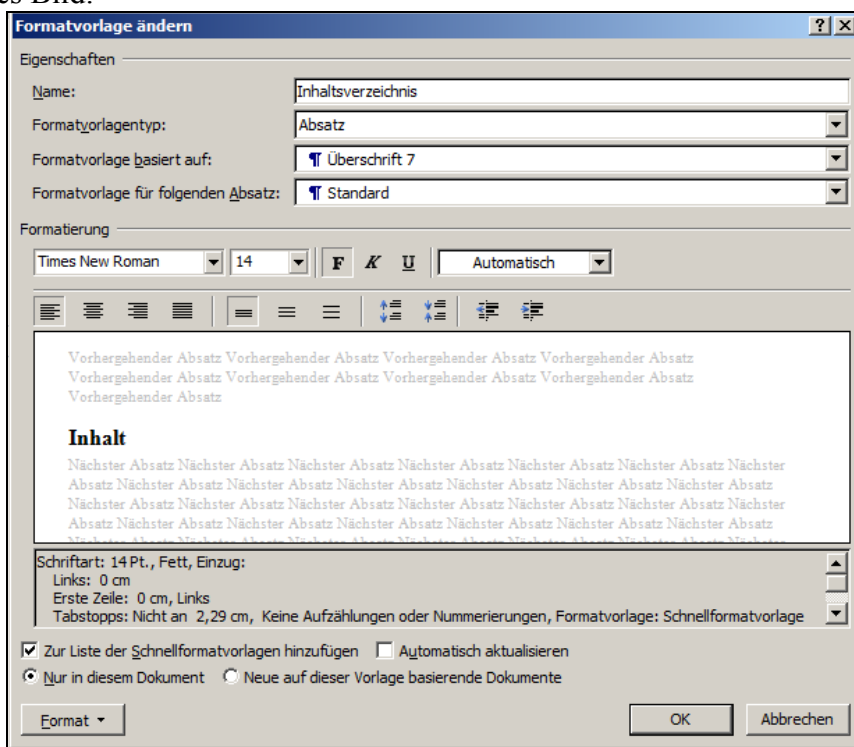 es Bild:
Formatvorlage ändern
Eigenschaften
Name: Inhaltsverzeichnis
Formatvorlagentyp: Absatz
Formatvorlage basiert auf: ¶ Überschrift 7
Formatvorlage für folgenden Absatz: ¶ Standard
Formatierung
Times New Roman 14 F K U Automatisch
Vorhergehender Absatz Vorhergehender Absatz Vorhergehender Absatz Vorhergehender Absatz
Vorhergehender Absatz Vorhergehender Absatz Vorhergehender Absatz Vorhergehender Absatz
Vorhergehender Absatz
Inhalt
Nächster Absatz Nächster Absatz Nächster Absatz Nächster Absatz Nächster Absatz Nächster Absatz Nächster
Absatz Nächster Absatz Nächster Absatz Nächster Absatz Nächster Absatz Nächster Absatz Nächster Absatz
Nächster Absatz Nächster Absatz Nächster Absatz Nächster Absatz Nächster Absatz Nächster Absatz Nächster
Absatz Nächster Absatz Nächster Absatz Nächster Absatz Nächster Absatz Nächster Absatz Nächster Absatz
Schriftart: 14 Pt., Fett, Einzug:
Links: 0 cm
Erste Zeile: 0 cm, Links
Tabstopps: Nicht an 2,29 cm, Keine Aufzählungen oder Nummerierungen, Formatvorlage: Schnellformatvorlage
Zur Liste der Schnellformatvorlagen hinzufügen Automatisch aktualisieren
Nur in diesem Dokument Neue auf dieser Vorlage basierende Dokumente
Format OK Abbrechen